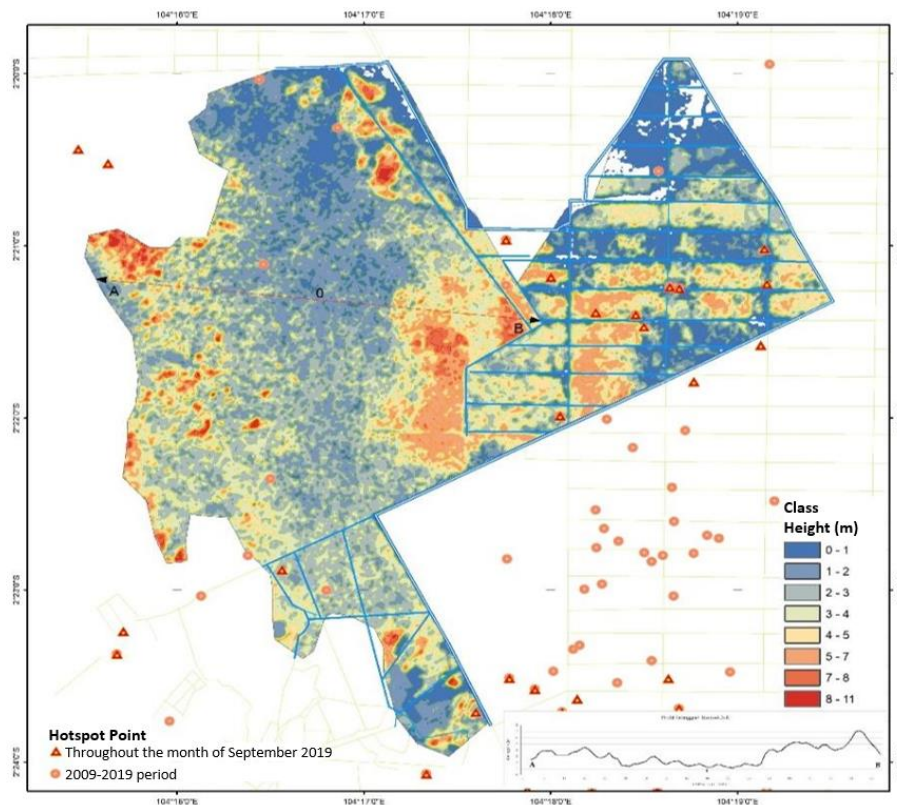 104°16'0"E 104°17'0"E 104°18'0"E 104°19'0"E
2°20'0"S
2°21'0"S
2°22'0"S
2°24'0"S
A
0
B
Class
Height (m)
0 - 1
1 - 2
2 - 3
3 - 4
4 - 5
5 - 7
7 - 8
8 - 11
Hotspot Point
Throughout the month of September 2019
2009-2019 period
A B
104°16'0"E 104°17'0"E 104°18'0"E 104°19'0"E